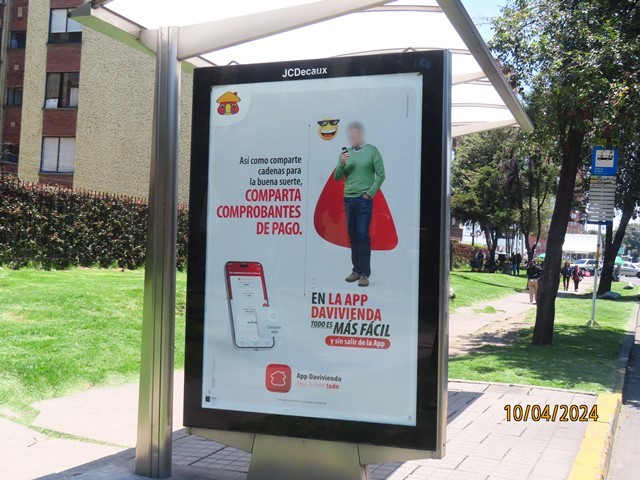 JCDecaux
Así como comparte
cadenas para
la buena suerte,
COMPARTA
COMPROBANTES
DE PAGO.
EN LA APP
DAVIVIENDA
TODO ES MÁS FÁCIL
y sin salir de la App
App Davivienda
10/04/2024